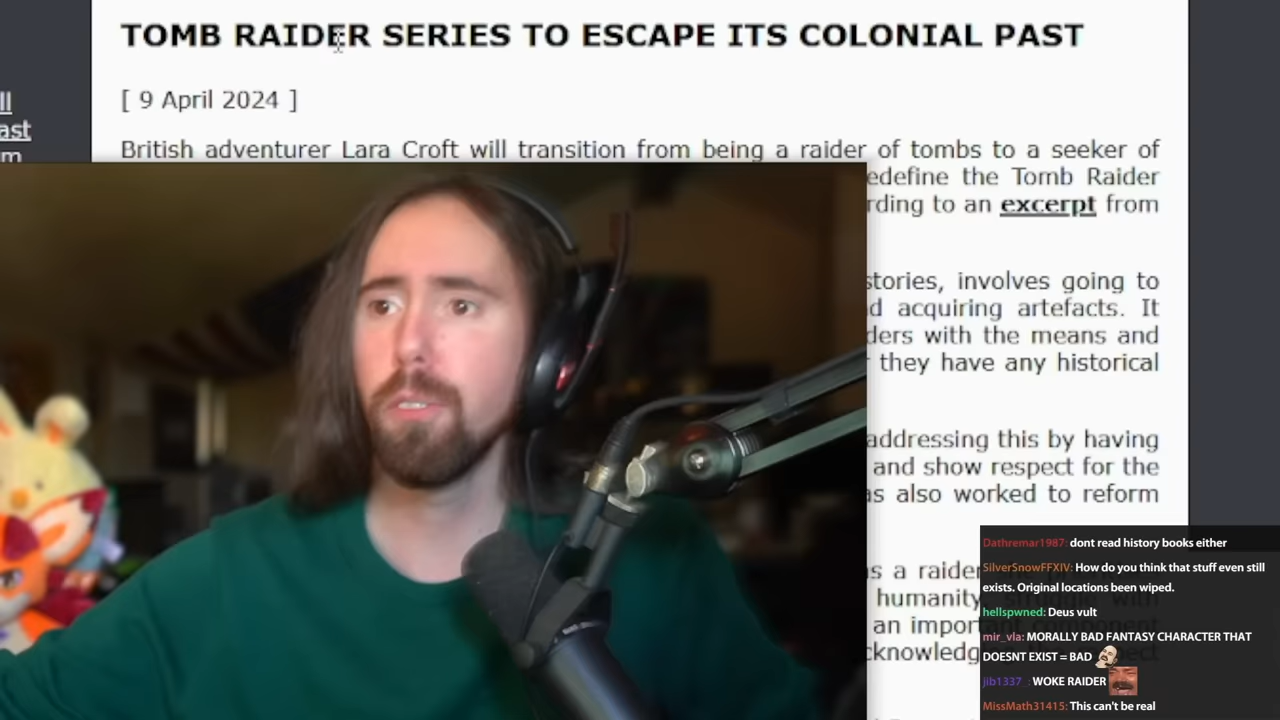 TOMB RAIDER SERIES TO ESCAPE ITS COLONIAL PAST
[ 9 April 2024 ]
ll
ast
m
British adventurer Lara Croft will transition from being a raider of tombs to a seeker of
edefine the Tomb Raider
rding to an excerpt from
stories, involves going to
d acquiring artefacts. It
ders with the means and
they have any historical
addressing this by having
and show respect for the
as also worked to reform
s a raider
humanity
an important component
cknowledg
Dathremar1987: dont read history books either
SilverSnowFFXIV: How do you think that stuff even still
exists. Original locations been wiped.
hellspwned: Deus vult
mir_vla: MORALLY BAD FANTASY CHARACTER THAT
DOESNT EXIST = BAD
jib1337_: WOKE RAIDER
MissMath31415: This can't be real